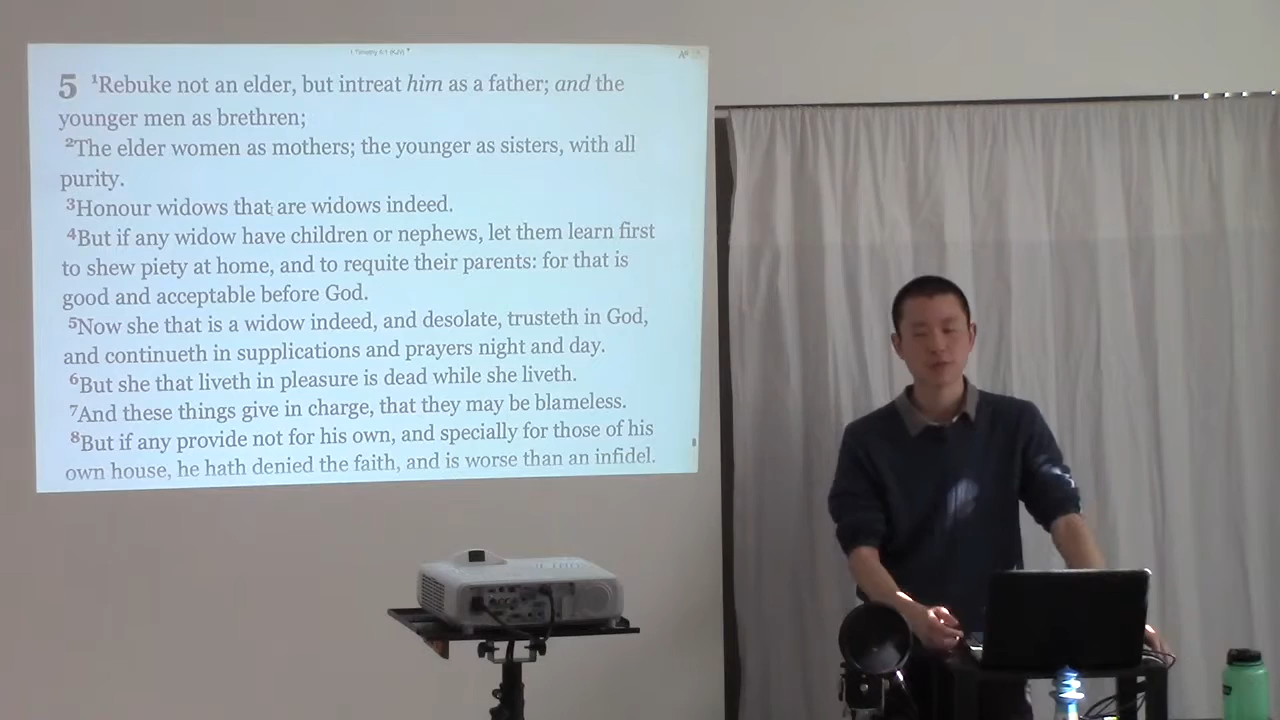 1 Timothy 5:1 (KJV)
5 1Rebuke not an elder, but intreat him as a father; and the
younger men as brethren;
2The elder women as mothers; the younger as sisters, with all
purity.
3Honour widows that are widows indeed.
4But if any widow have children or nephews, let them learn first
to shew piety at home, and to requite their parents: for that is
good and acceptable before God.
5Now she that is a widow indeed, and desolate, trusteth in God,
and continueth in supplications and prayers night and day.
6But she that liveth in pleasure is dead while she liveth.
7And these things give in charge, that they may be blameless.
8But if any provide not for his own, and specially for those of his
own house, he hath denied the faith, and is worse than an infidel.